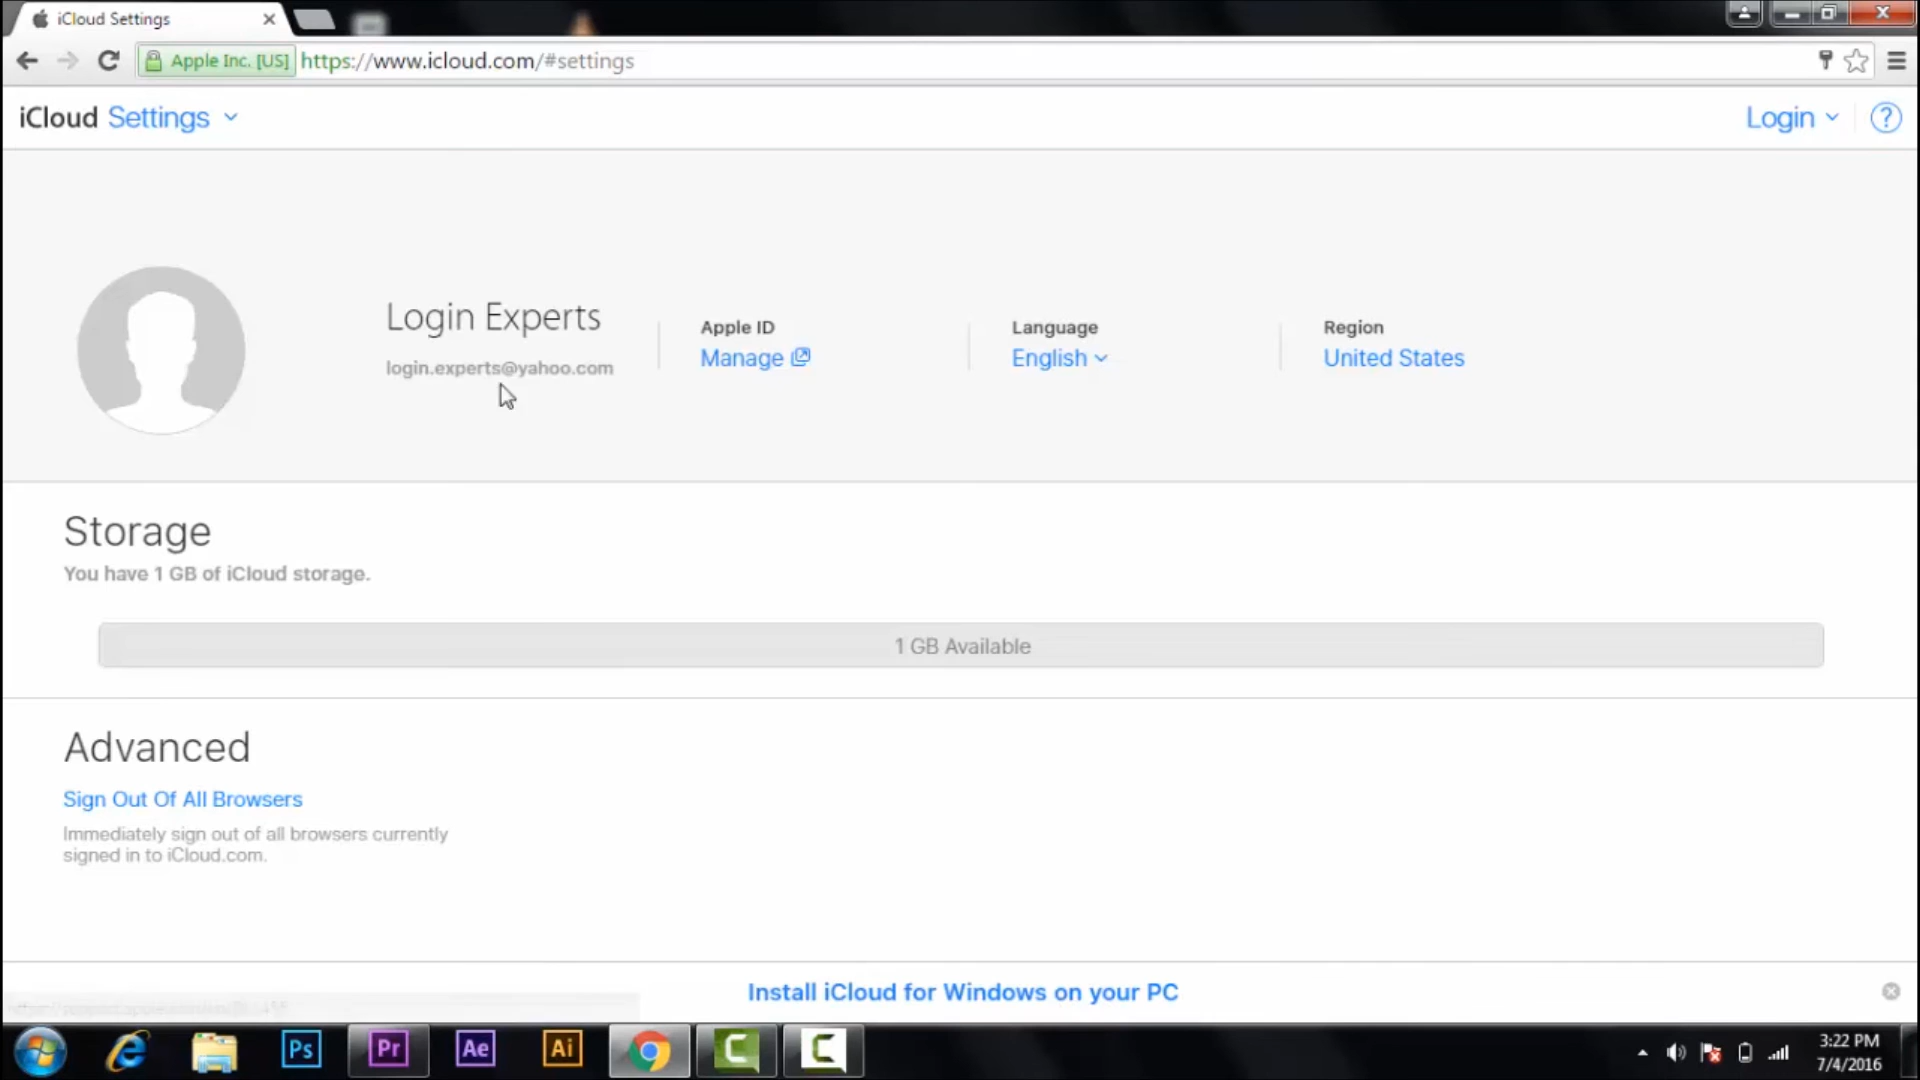 iCloud Settings
Apple Inc. [US] https://www.icloud.com/#settings
iCloud Settings
Login
?
Login Experts
login.experts@yahoo.com
Apple ID
Manage
Language
English
Region
United States
Storage
You have 1 GB of iCloud storage.
1 GB Available
Advanced
Sign Out Of All Browsers
Immediately sign out of all browsers currently
signed in to iCloud.com.
Install iCloud for Windows on your PC
Ps
Pr
Ae
Ai
3:22 PM
7/4/2016